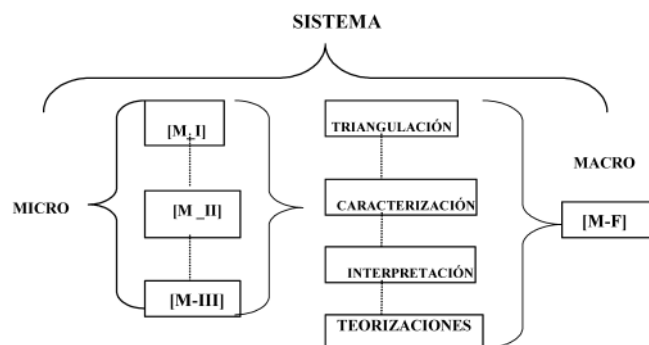 SISTEMA
[M_I]
TRIANGULACIÓN
MACRO
MICRO
[M _II]
CARACTERIZACIÓN
[M-F]
INTERPRETACIÓN
[M-III]
TEORIZACIONES